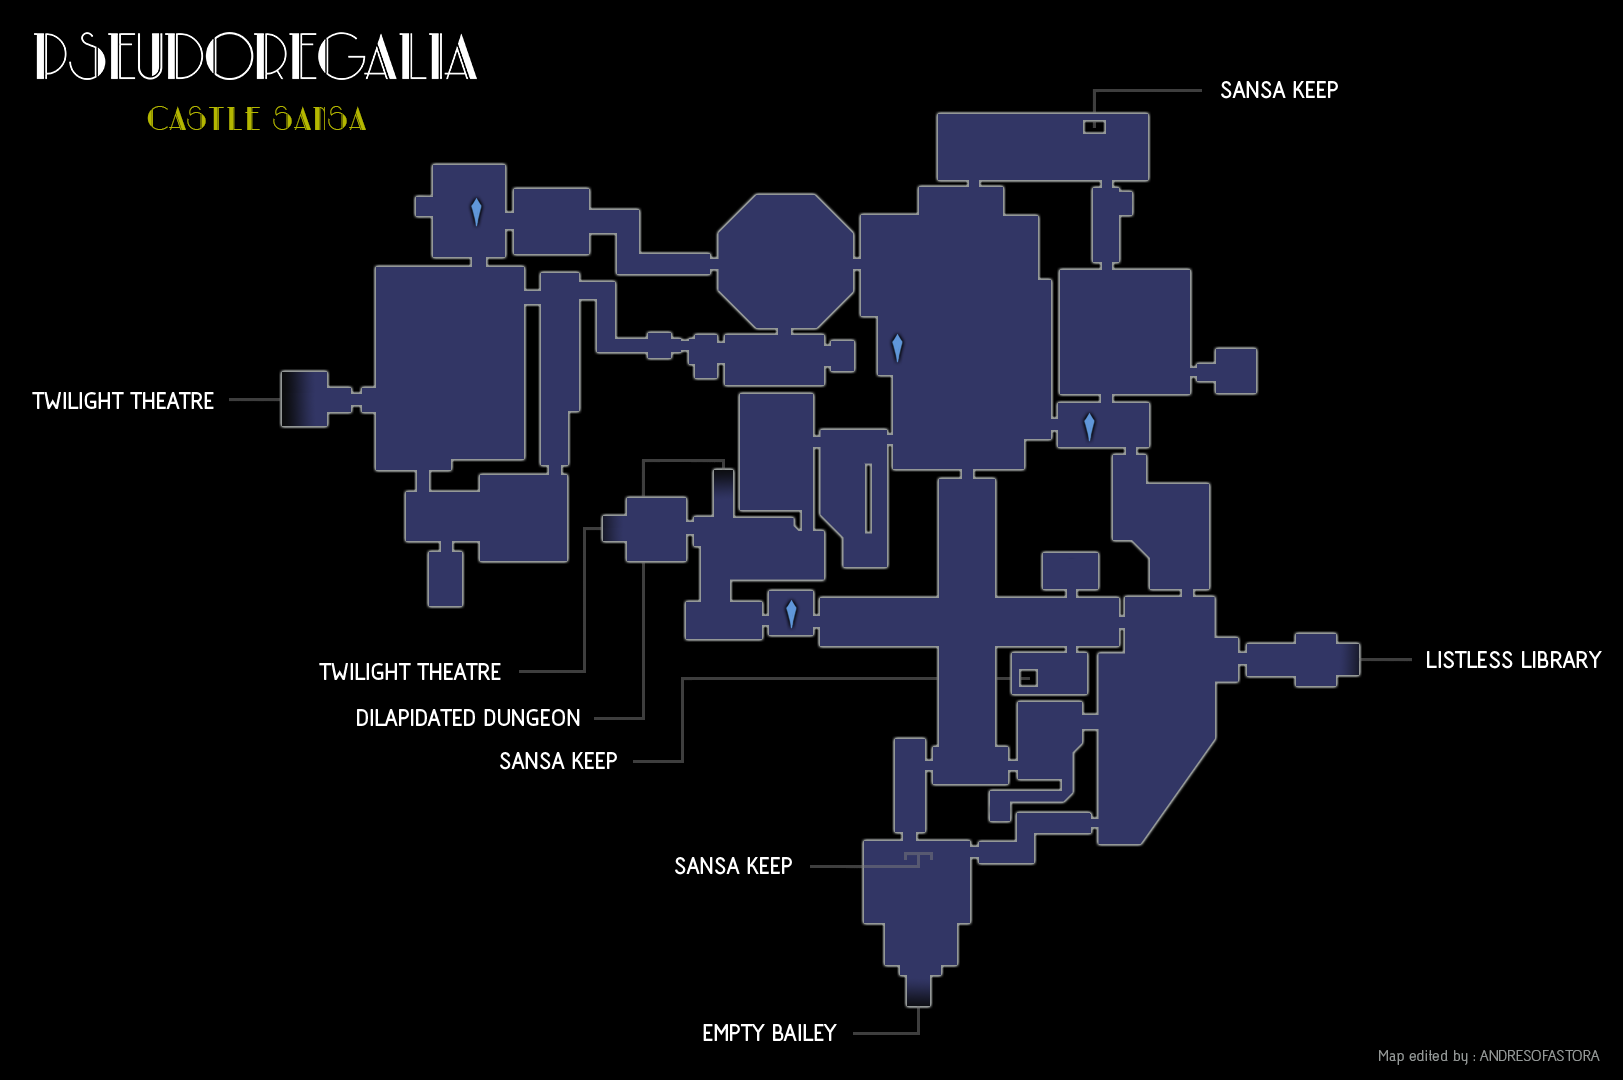 PSEUDOREGALIA
CASTLE SANSA
SANSA KEEP
TWILIGHT THEATRE
TWILIGHT THEATRE
LISTLESS LIBRARY
DILAPIDATED DUNGEON
SANSA KEEP
SANSA KEEP
EMPTY BAILEY
Map edited by : ANDRESOFASTORA